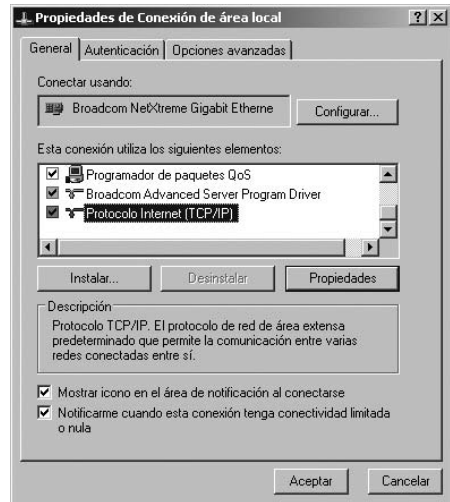 Propiedades de Conexión de área local
General
Autenticación
Opciones avanzadas
Conectar usando:
Broadcom NetXtreme Gigabit Etherne
Configurar...
Esta conexión utiliza los siguientes elementos:
Programador de paquetes QoS
Broadcom Advanced Server Program Driver
Protocolo Internet (TCP/IP)
Instalar...
Desinstalar
Propiedades
Descripción
Protocolo TCP/IP. El protocolo de red de área extensa
predeterminado que permite la comunicación entre varias
redes conectadas entre sí.
Mostrar icono en el área de notificación al conectarse
Notificarme cuando esta conexión tenga conectividad limitada
o nula
Aceptar
Cancelar